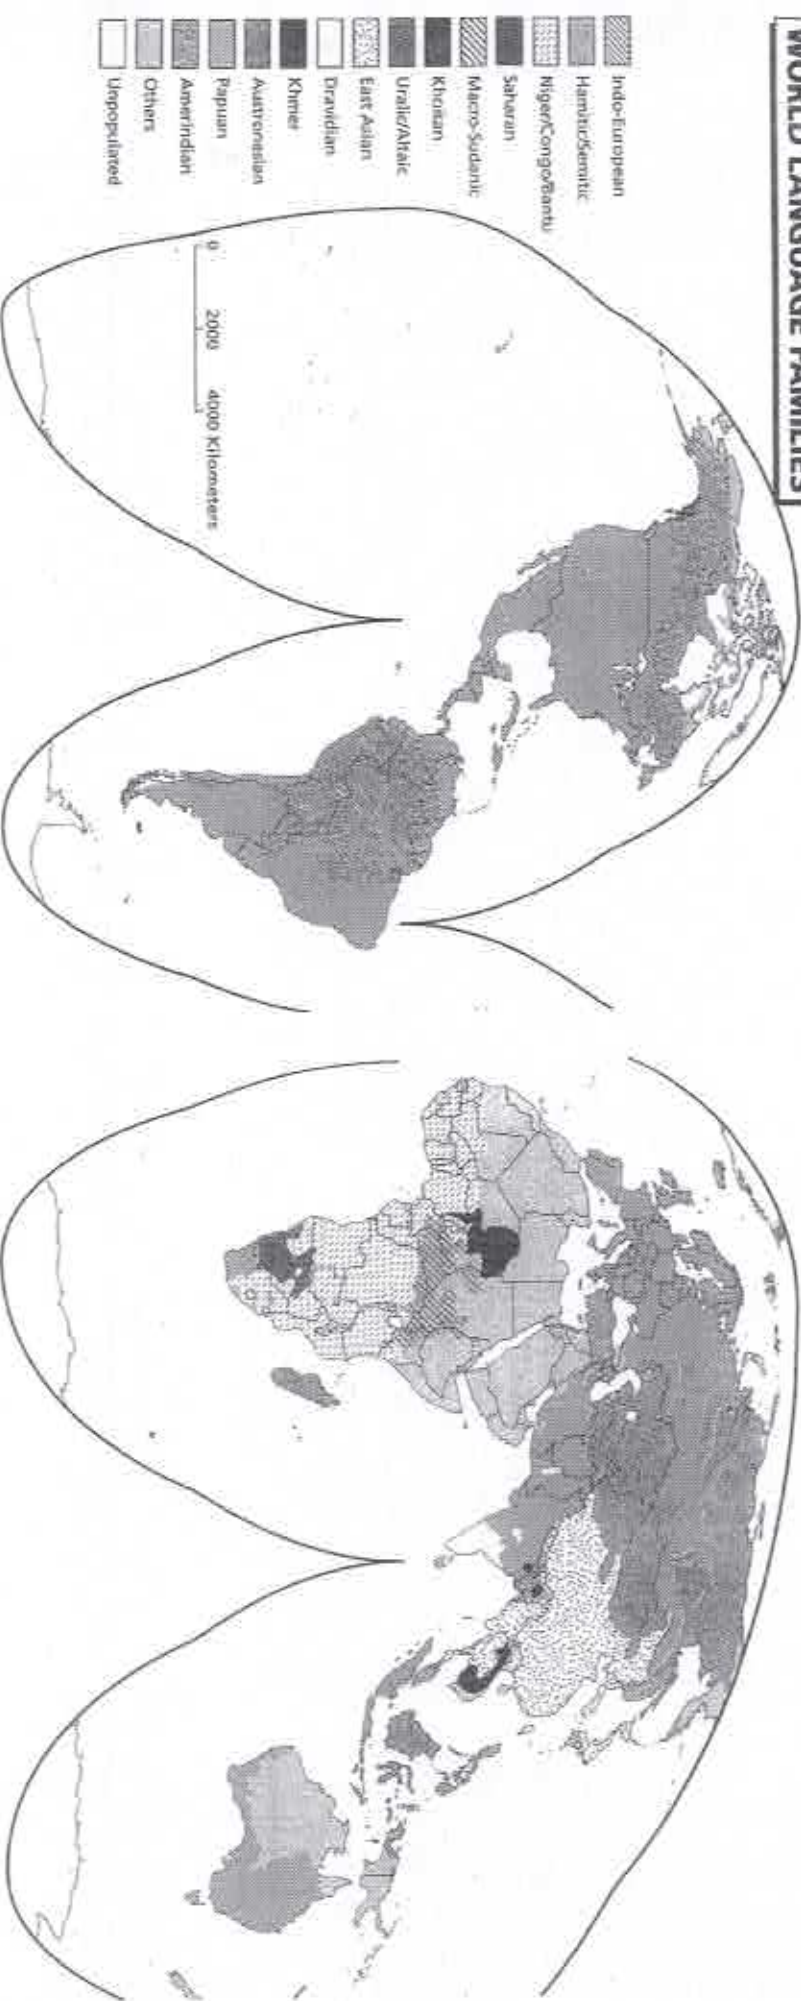 WORLD LANGUAGE FAMILIES
Indo-European
Hamitic/Semitic
Niger/Congo/Bantu
Saharan
Macro-Sudanic
Khoisan
Uralic/Altaic
East Asian
Dravidian
Khmer
Austronesian
Papuan
Amerindian
Others
Unpopulated
0 2000 4000 Kilometers